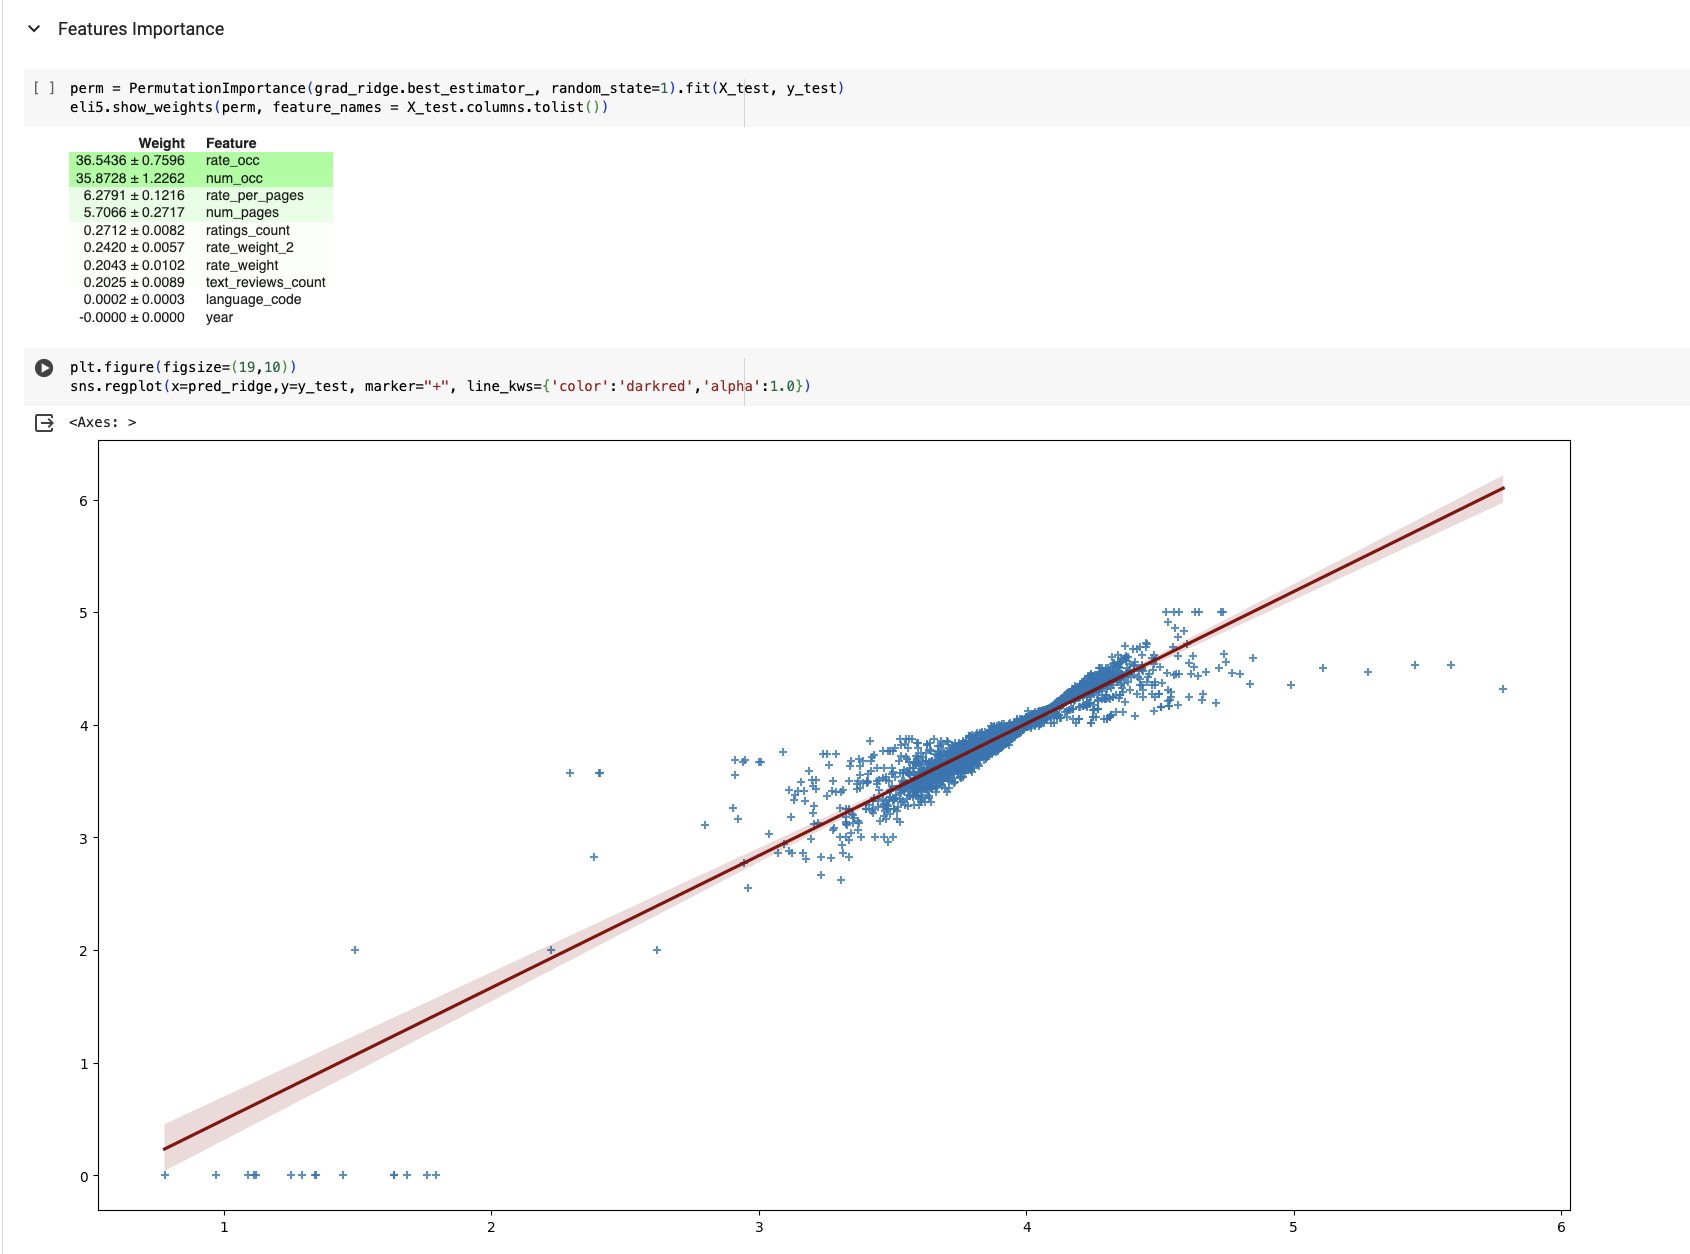 Features Importance
[ ] perm = PermutationImportance(grad_ridge.best_estimator_, random_state=1).fit(X_test, y_test)
eli5.show_weights(perm, feature_names = X_test.columns.tolist())
Weight Feature
36.5436 ± 0.7596 rate_occ
35.8728 ± 1.2262 num_occ
6.2791 ± 0.1216 rate_per_pages
5.7066 ± 0.2717 num_pages
0.2712 ± 0.0082 ratings_count
0.2420 ± 0.0057 rate_weight_2
0.2043 ± 0.0102 rate_weight
0.2025 ± 0.0089 text_reviews_count
0.0002 ± 0.0003 language_code
-0.0000 ± 0.0000 year
plt.figure(figsize=(19,10))
sns.regplot(x=pred_ridge,y=y_test, marker="+", line_kws={'color':'darkred','alpha':1.0})
<Axes: >
6
5
4
3
2
1
0
1 2 3 4 5 6